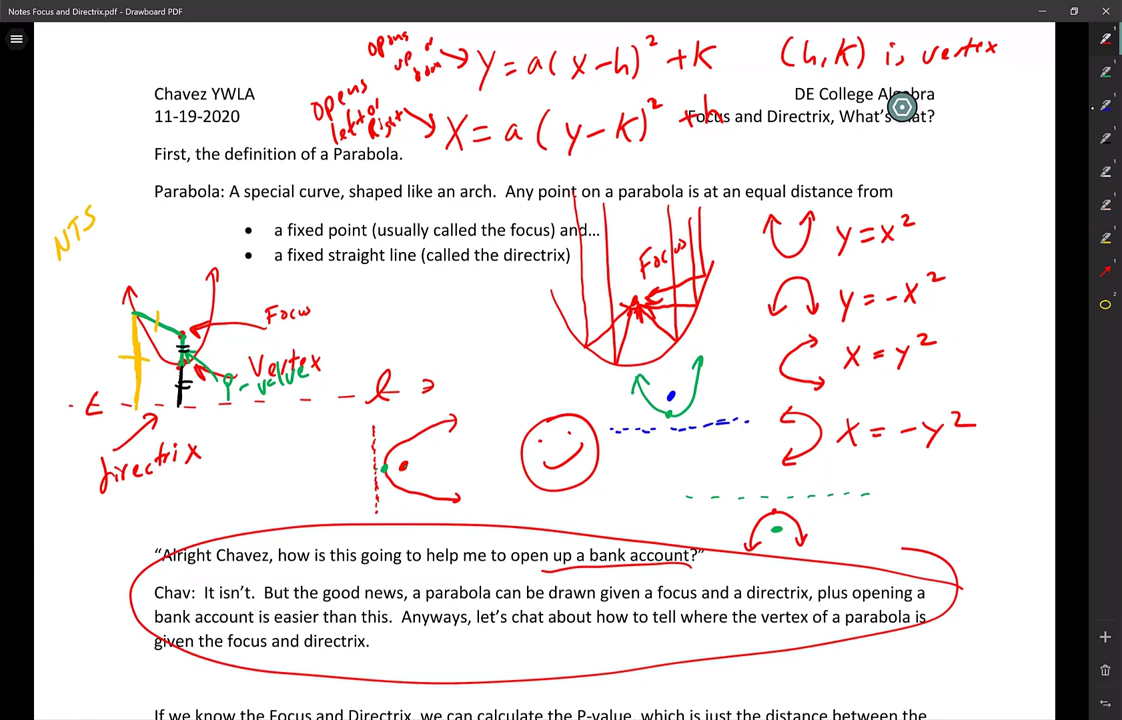 Notes Focus and Directrix.pdf - Drawboard PDF
opens up or down → Y = a(x-h)² + K
(h,k) is vertex
Chavez YWLA
DE College Algebra
11-19-2020
Focus and Directrix, What's that?
opens left or Right → X = a(y-k)² + h
First, the definition of a Parabola.
Parabola: A special curve, shaped like an arch. Any point on a parabola is at an equal distance from
• a fixed point (usually called the focus) and…
• a fixed straight line (called the directrix)
NTS
Focus
Y = X²
Y = -X²
X = y²
X = -y²
Focus
Vertex
P-value
Directrix
“Alright Chavez, how is this going to help me to open up a bank account?”
Chav: It isn’t. But the good news, a parabola can be drawn given a focus and a directrix, plus opening a
bank account is easier than this. Anyways, let’s chat about how to tell where the vertex of a parabola is
given the focus and directrix.
If we know the Focus and Directrix, we can calculate the P-value, which is just the distance between the